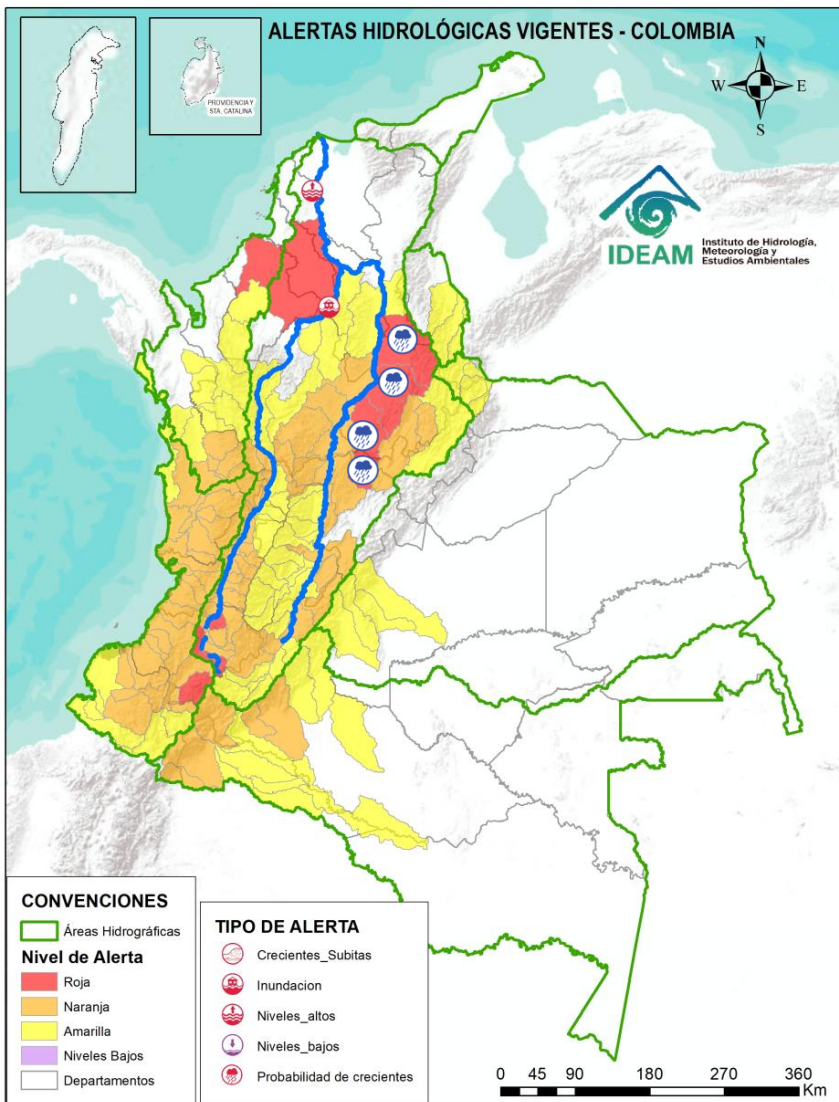 ALERTAS HIDROLÓGICAS VIGENTES - COLOMBIA
PROVIDENCIA Y
STA. CATALINA
N
W
E
S
IDEAM
Instituto de Hidrología,
Meteorología y
Estudios Ambientales
CONVENCIONES
Áreas Hidrográficas
Nivel de Alerta
Roja
Naranja
Amarilla
Niveles Bajos
Departamentos
TIPO DE ALERTA
Crecientes_Subitas
Inundacion
Niveles_altos
Niveles_bajos
Probabilidad de crecientes
0 45 90 180 270 360
Km